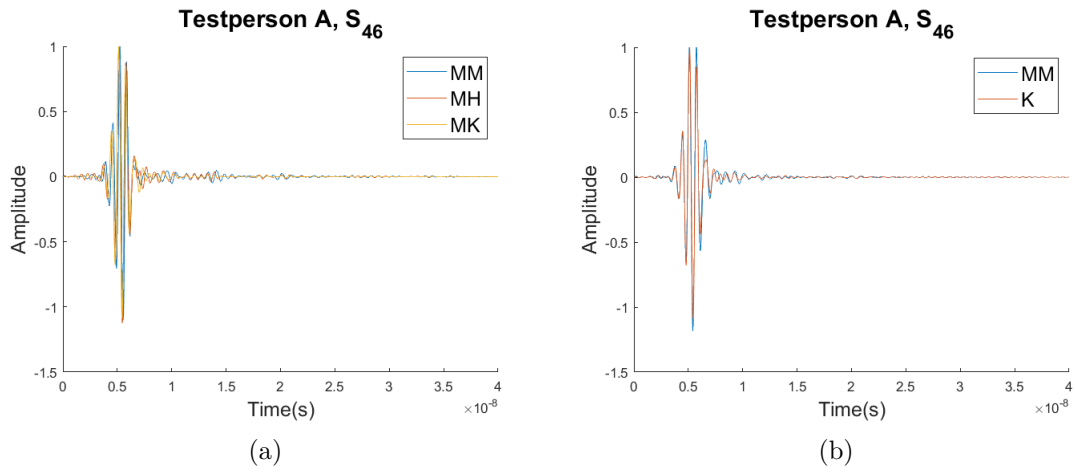 Testperson A, S46
1
0.5
0
-0.5
-1
-1.5
Amplitude
MM
MH
MK
0 0.5 1 1.5 2 2.5 3 3.5 4
×10-8
Time(s)
(a)
Testperson A, S46
1
0.5
0
-0.5
-1
-1.5
Amplitude
MM
K
0 0.5 1 1.5 2 2.5 3 3.5 4
×10-8
Time(s)
(b)